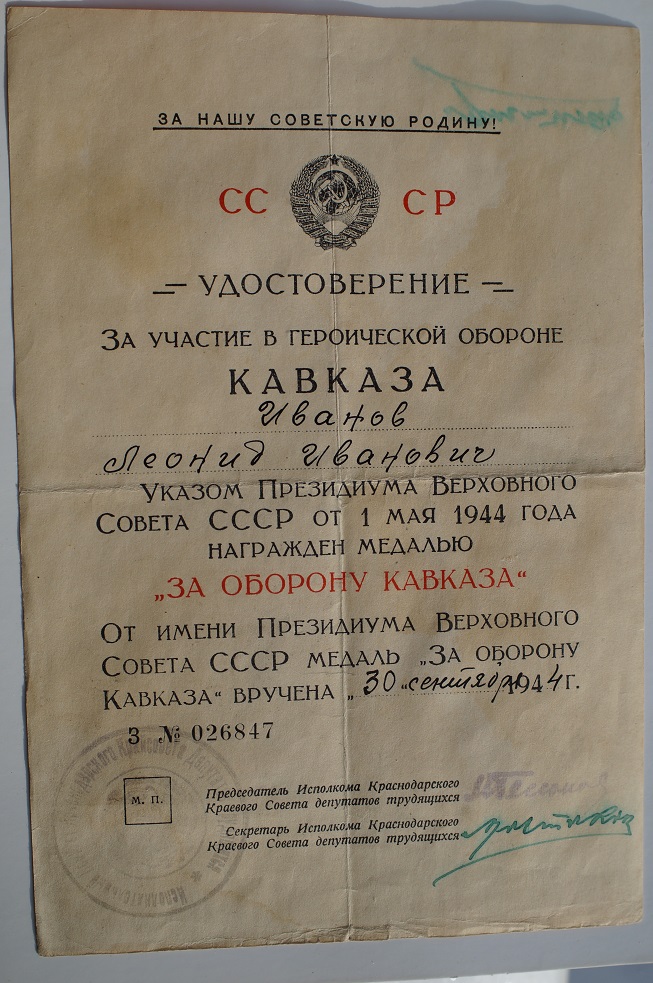 ЗА НАШУ СОВЕТСКУЮ РОДИНУ!
СС СР
УДОСТОВЕРЕНИЕ
ЗА УЧАСТИЕ В ГЕРОИЧЕСКОЙ ОБОРОНЕ
КАВКАЗА
Иванов
Леонид Иванович
УКАЗОМ ПРЕЗИДИУМА ВЕРХОВНОГО
СОВЕТА СССР ОТ 1 МАЯ 1944 ГОДА
НАГРАЖДЕН МЕДАЛЬЮ
„ЗА ОБОРОНУ КАВКАЗА“
ОТ ИМЕНИ ПРЕЗИДИУМА ВЕРХОВНОГО
СОВЕТА СССР МЕДАЛЬ „ЗА ОБОРОНУ
КАВКАЗА“ ВРУЧЕНА „30“ сентября 1944 г.
З № 026847
М. П.
Председатель Исполкома Краснодарского
Краевого Совета депутатов трудящихся
Секретарь Исполкома Краснодарского
Краевого Совета депутатов трудящихся